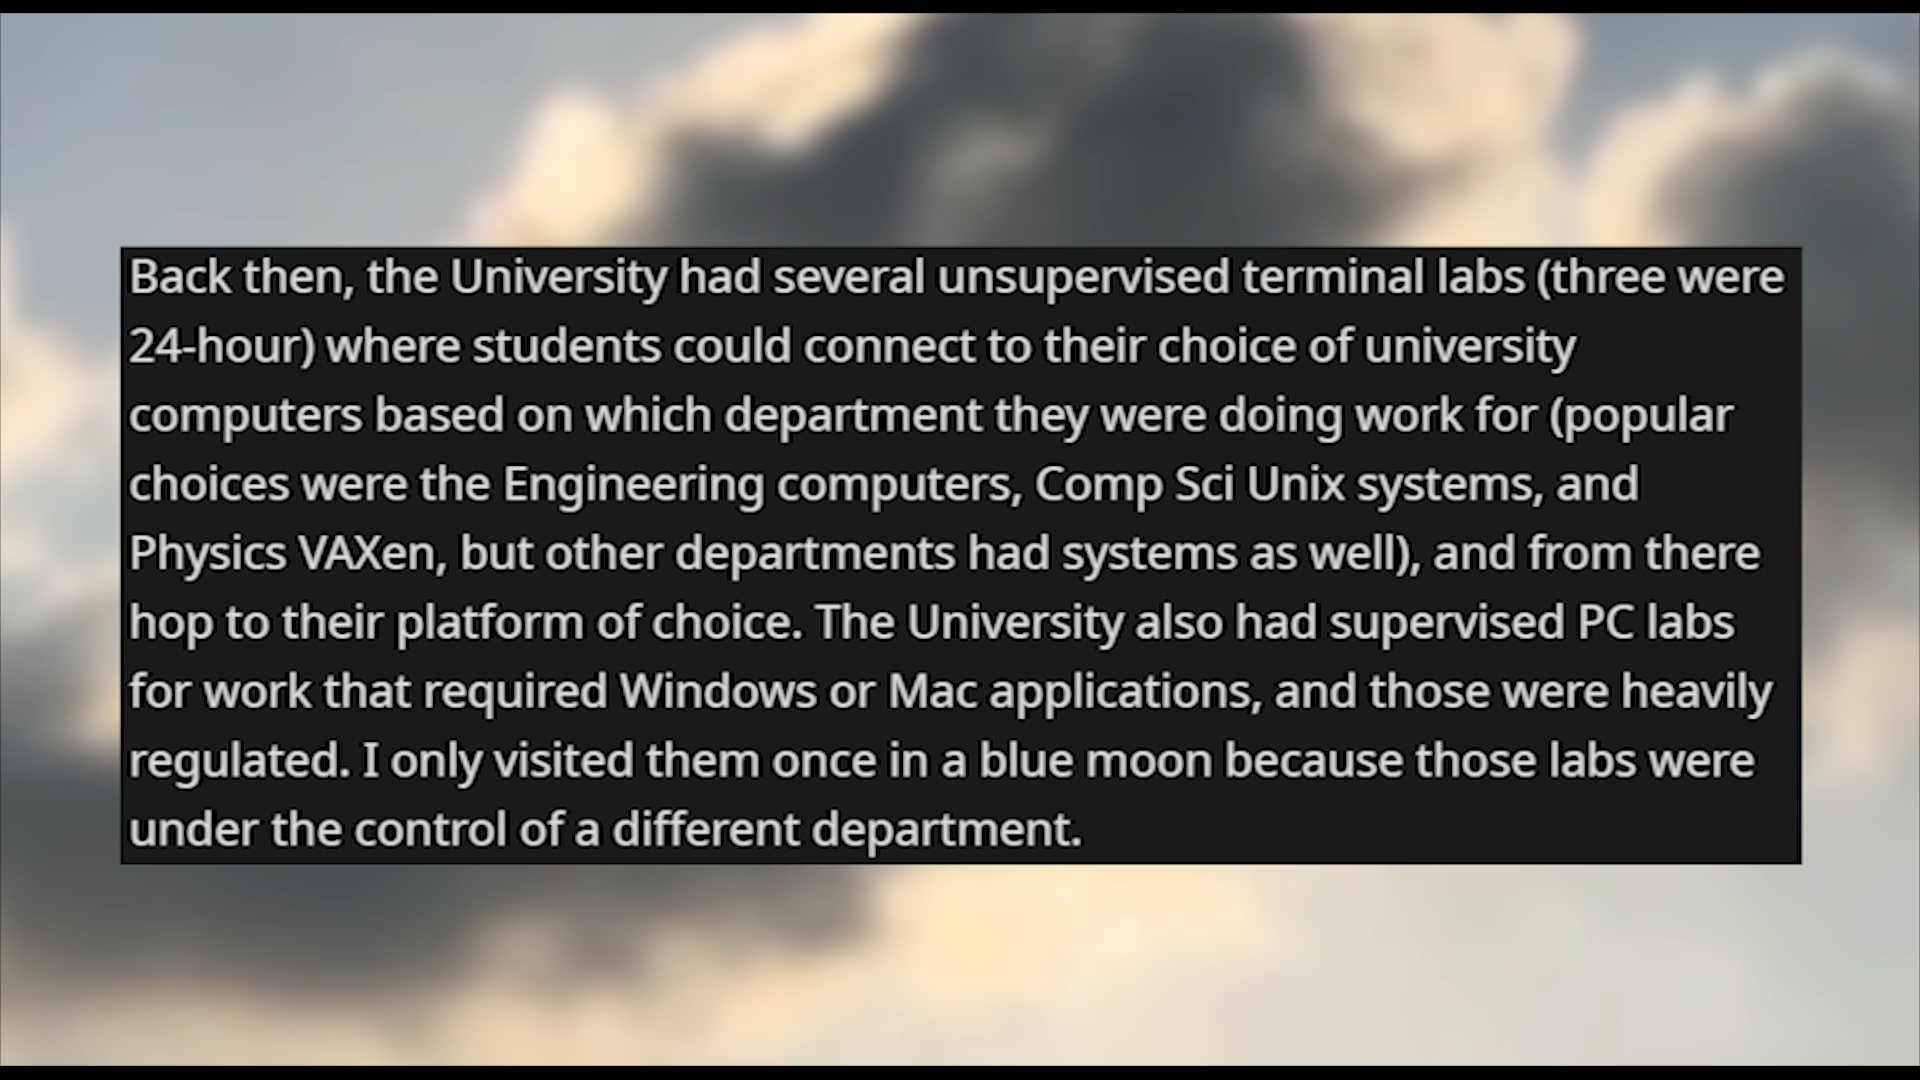 Back then, the University had several unsupervised terminal labs (three were
24-hour) where students could connect to their choice of university
computers based on which department they were doing work for (popular
choices were the Engineering computers, Comp Sci Unix systems, and
Physics VAXen, but other departments had systems as well), and from there
hop to their platform of choice. The University also had supervised PC labs
for work that required Windows or Mac applications, and those were heavily
regulated. I only visited them once in a blue moon because those labs were
under the control of a different department.